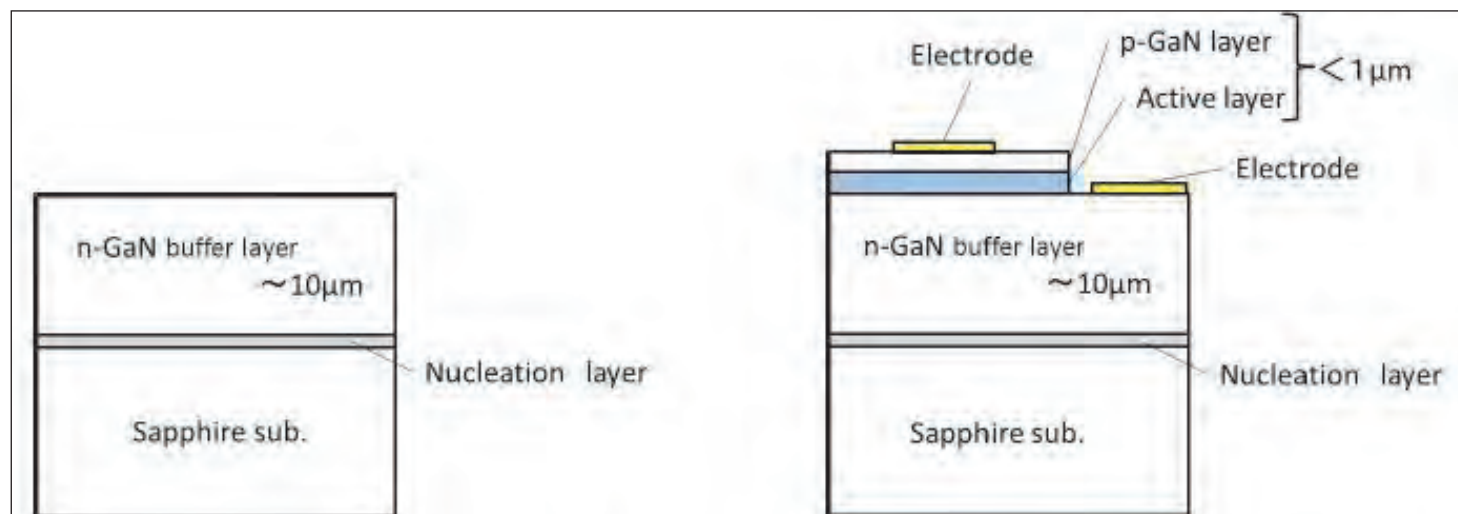 n-GaN buffer layer
～10μm
Nucleation layer
Sapphire sub.
Electrode
p-GaN layer
Active layer
＜1μm
Electrode
n-GaN buffer layer
～10μm
Nucleation layer
Sapphire sub.